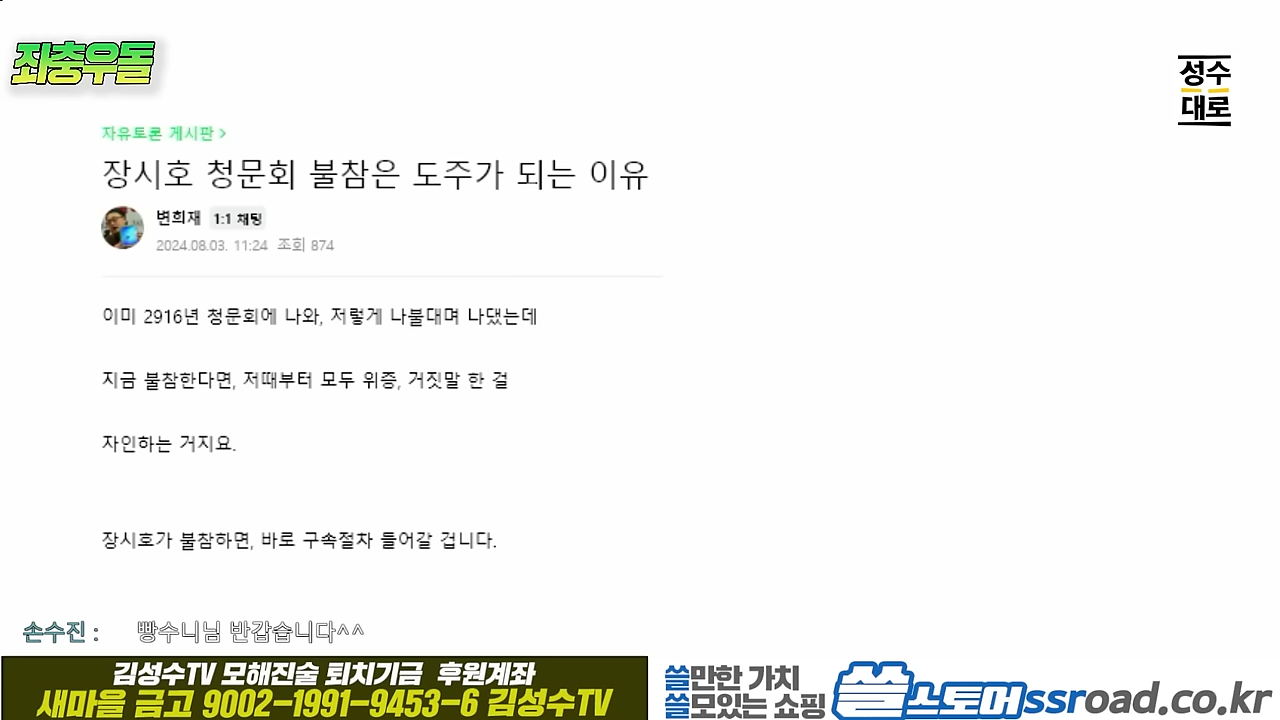 좌충우돌
성수
대로
자유토론 게시판 >
장시호 청문회 불참은 도주가 되는 이유
변희재 1:1 채팅
2024.08.03. 11:24 조회 874
이미 2916년 청문회에 나와, 저렇게 나불대며 나댔는데
지금 불참한다면, 저때부터 모두 위증, 거짓말 한 걸
자인하는 거지요.
장시호가 불참하면, 바로 구속절차 들어갈 겁니다.
손수진 : 빵수니님 반갑습니다^^
김성수TV 모해진술 퇴치기금 후원계좌
새마을 금고 9002-1991-9453-6 김성수TV
쓸만한 가치
쓸모있는 쇼핑
쓸스토어ssroad.co.kr